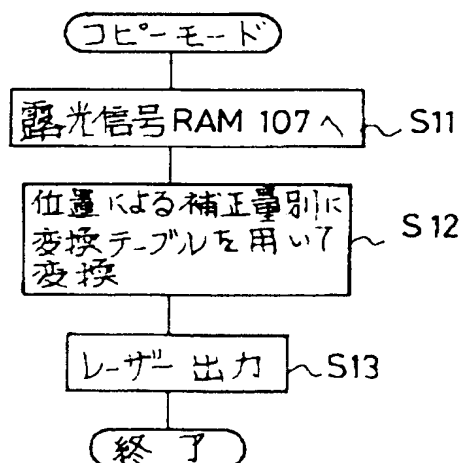 コピーモード
露光信号RAM 107へ
S11
位置による補正量別に
変換テーブルを用いて
変換
S12
レーザー出力
S13
終了